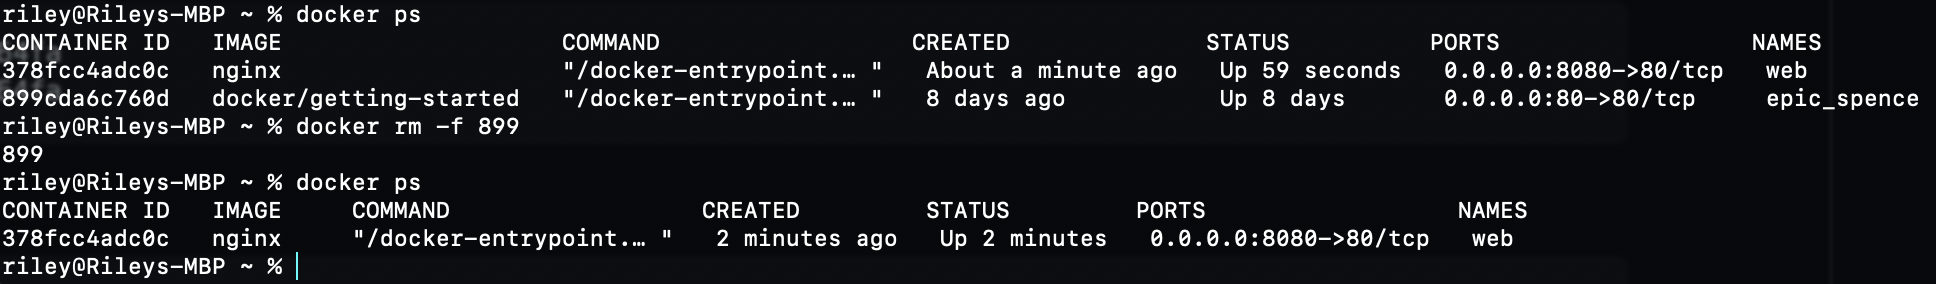 riley@Rileys-MBP ~ % docker ps
CONTAINER ID   IMAGE                    COMMAND                  CREATED              STATUS          PORTS                  NAMES
378fcc4adc0c   nginx                    "/docker-entrypoint.… "   About a minute ago   Up 59 seconds   0.0.0.0:8080->80/tcp   web
899cda6c760d   docker/getting-started   "/docker-entrypoint.… "   8 days ago           Up 8 days       0.0.0.0:80->80/tcp     epic_spence
riley@Rileys-MBP ~ % docker rm -f 899
899
riley@Rileys-MBP ~ % docker ps
CONTAINER ID   IMAGE     COMMAND                  CREATED         STATUS         PORTS                  NAMES
378fcc4adc0c   nginx     "/docker-entrypoint.… "   2 minutes ago   Up 2 minutes   0.0.0.0:8080->80/tcp   web
riley@Rileys-MBP ~ %